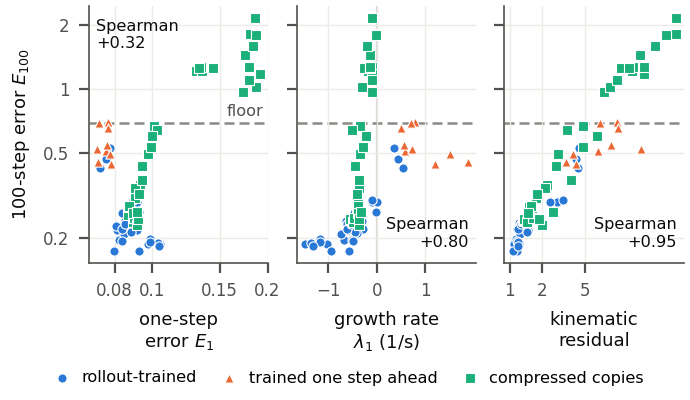 100-step error E₁₀₀
2
1
0.5
0.2
Spearman
+0.32
floor
0.08
0.1
0.15
0.2
one-step
error E₁
Spearman
+0.80
−1
0
1
growth rate
λ₁ (1/s)
Spearman
+0.95
1
2
5
kinematic
residual
rollout-trained
trained one step ahead
compressed copies